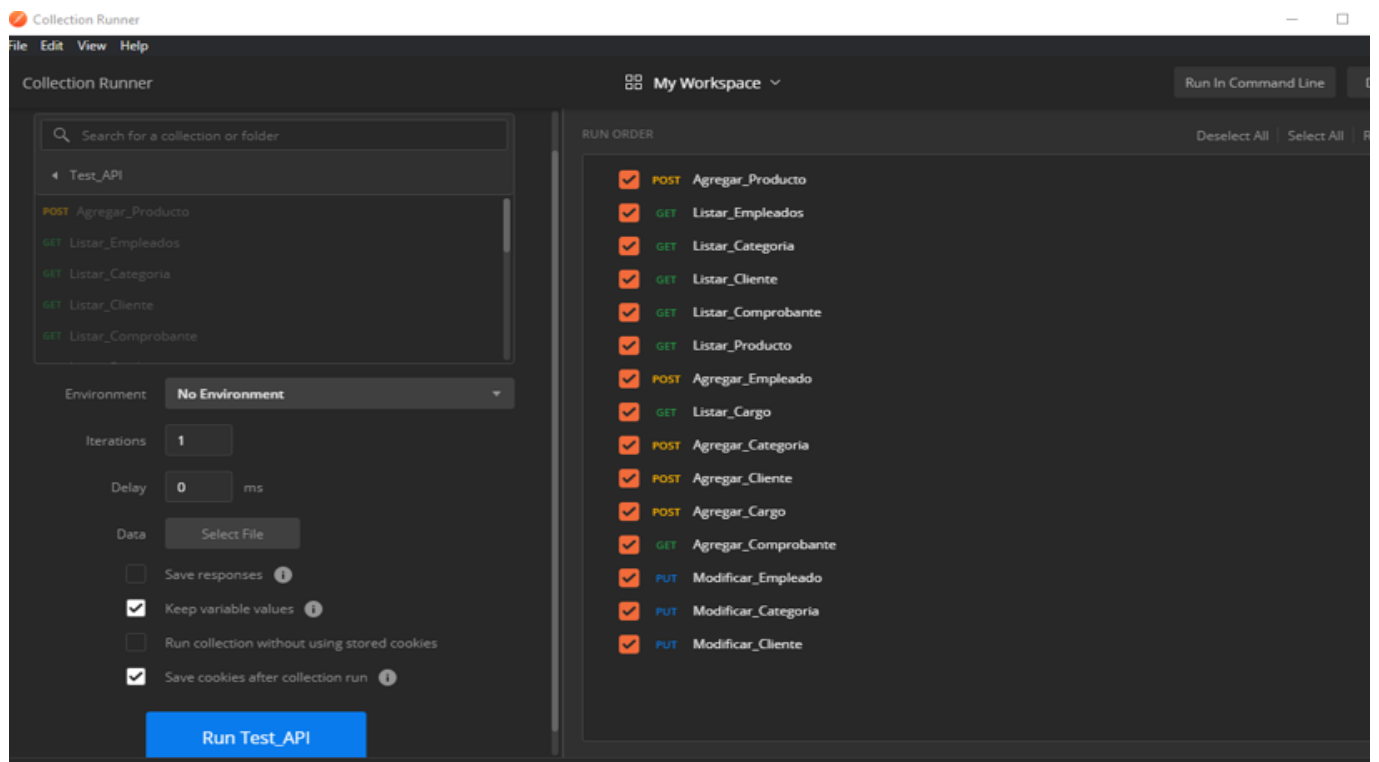 Collection Runner
File Edit View Help
Collection Runner
My Workspace
Run In Command Line
Search for a collection or folder
Test_API
POST Agregar_Producto
GET Listar_Empleados
GET Listar_Categoria
GET Listar_Cliente
GET Listar_Comprobante
Environment No Environment
Iterations 1
Delay 0 ms
Data Select File
Save responses
Keep variable values
Run collection without using stored cookies
Save cookies after collection run
Run Test_API
RUN ORDER
Deselect All Select All
POST Agregar_Producto
GET Listar_Empleados
GET Listar_Categoria
GET Listar_Cliente
GET Listar_Comprobante
GET Listar_Producto
POST Agregar_Empleado
GET Listar_Cargo
POST Agregar_Categoria
POST Agregar_Cliente
POST Agregar_Cargo
GET Agregar_Comprobante
PUT Modificar_Empleado
PUT Modificar_Categoria
PUT Modificar_Cliente